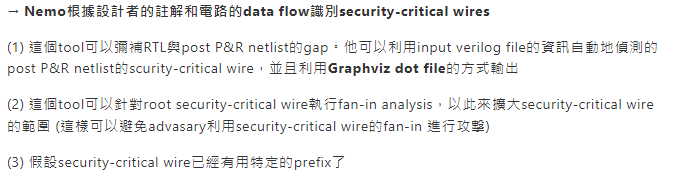 → Nemo根據設計者的註解和電路的data flow識別security-critical wires
(1) 這個tool可以彌補RTL與post P&R netlist的gap。他可以利用input verilog file的資訊自動地偵測的
post P&R netlist的scurity-critical wire，並且利用Graphviz dot file的方式輸出
(2) 這個tool可以針對root security-critical wire執行fan-in analysis，以此來擴大security-critical wire
的範圍 (這樣可以避免advasary利用security-critical wire的fan-in 進行攻擊)
(3) 假設security-critical wire已經有用特定的prefix了